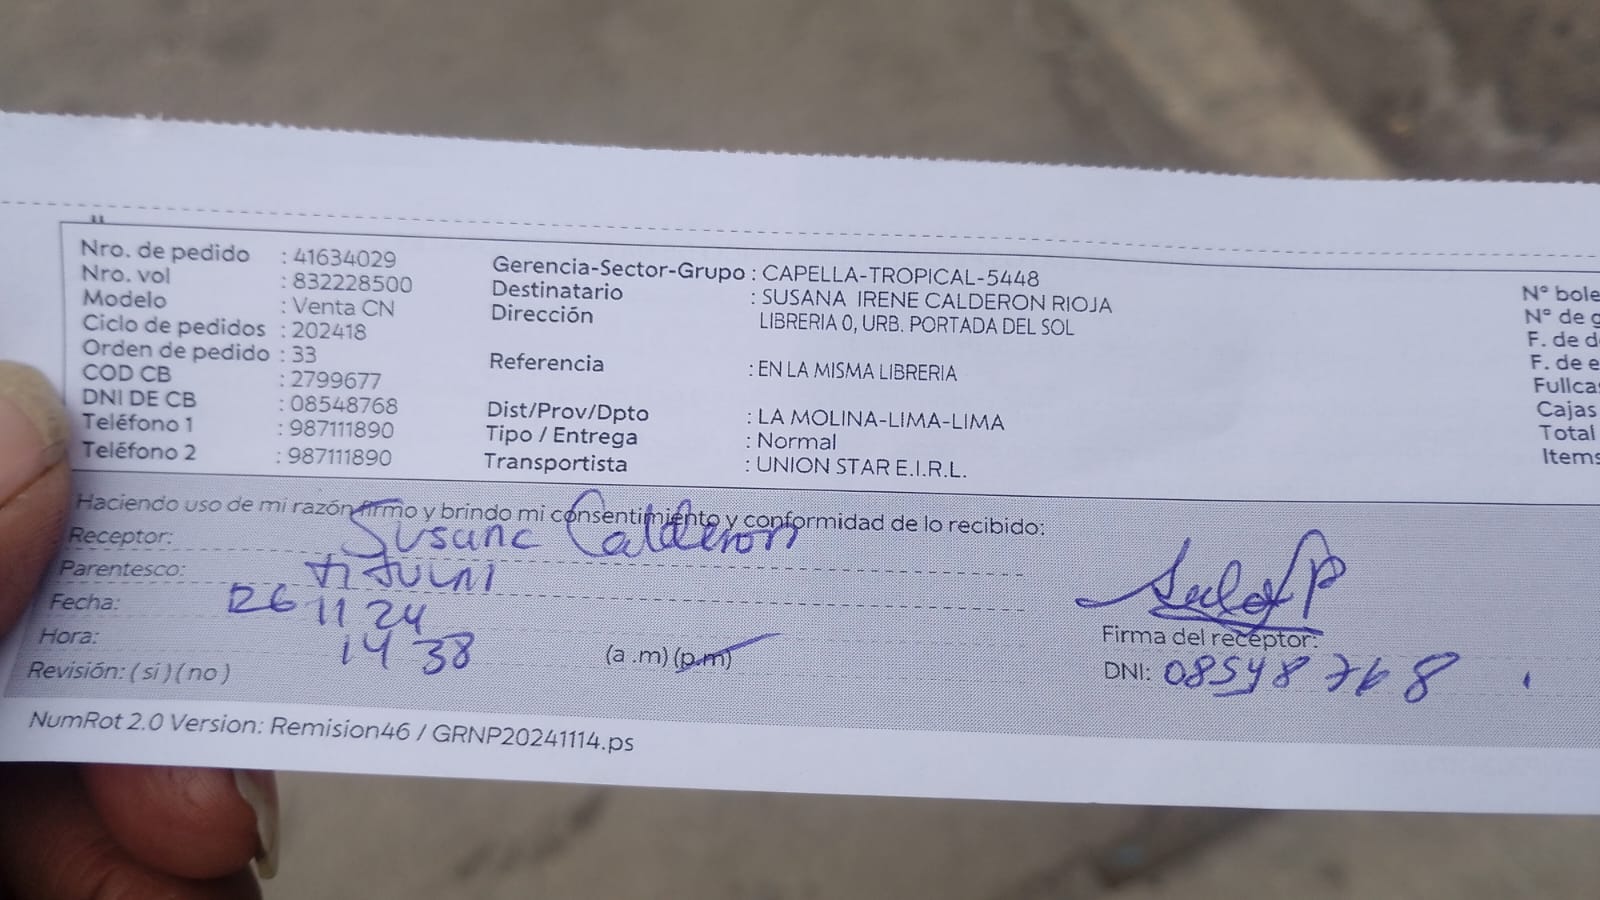 Nro. de pedido : 41634029
Nro. vol : 832228500
Modelo : Venta CN
Ciclo de pedidos : 202418
Orden de pedido : 33
COD CB : 2799677
DNI DE CB : 08548768
Teléfono 1 : 987111890
Teléfono 2 : 987111890
Gerencia-Sector-Grupo : CAPELLA-TROPICAL-5448
Destinatario : SUSANA IRENE CALDERON RIOJA
Dirección LIBRERIA 0, URB. PORTADA DEL SOL
Referencia : EN LA MISMA LIBRERIA
Dist/Prov/Dpto : LA MOLINA-LIMA-LIMA
Tipo / Entrega : Normal
Transportista : UNION STAR E.I.R.L.
N° bole
N° de g
F. de d
F. de e
Fullca
Cajas
Total
Items
Haciendo uso de mi razón firmo y brindo mi consentimiento y conformidad de lo recibido:
Receptor: Susana Calderon
Parentesco:
Fecha: 26 11 24
Hora: 14 38 (a .m) (p.m)
Revisión: ( si ) ( no )
Firma del receptor:
DNI: 08548768
NumRot 2.0 Version: Remision46 / GRNP20241114.ps